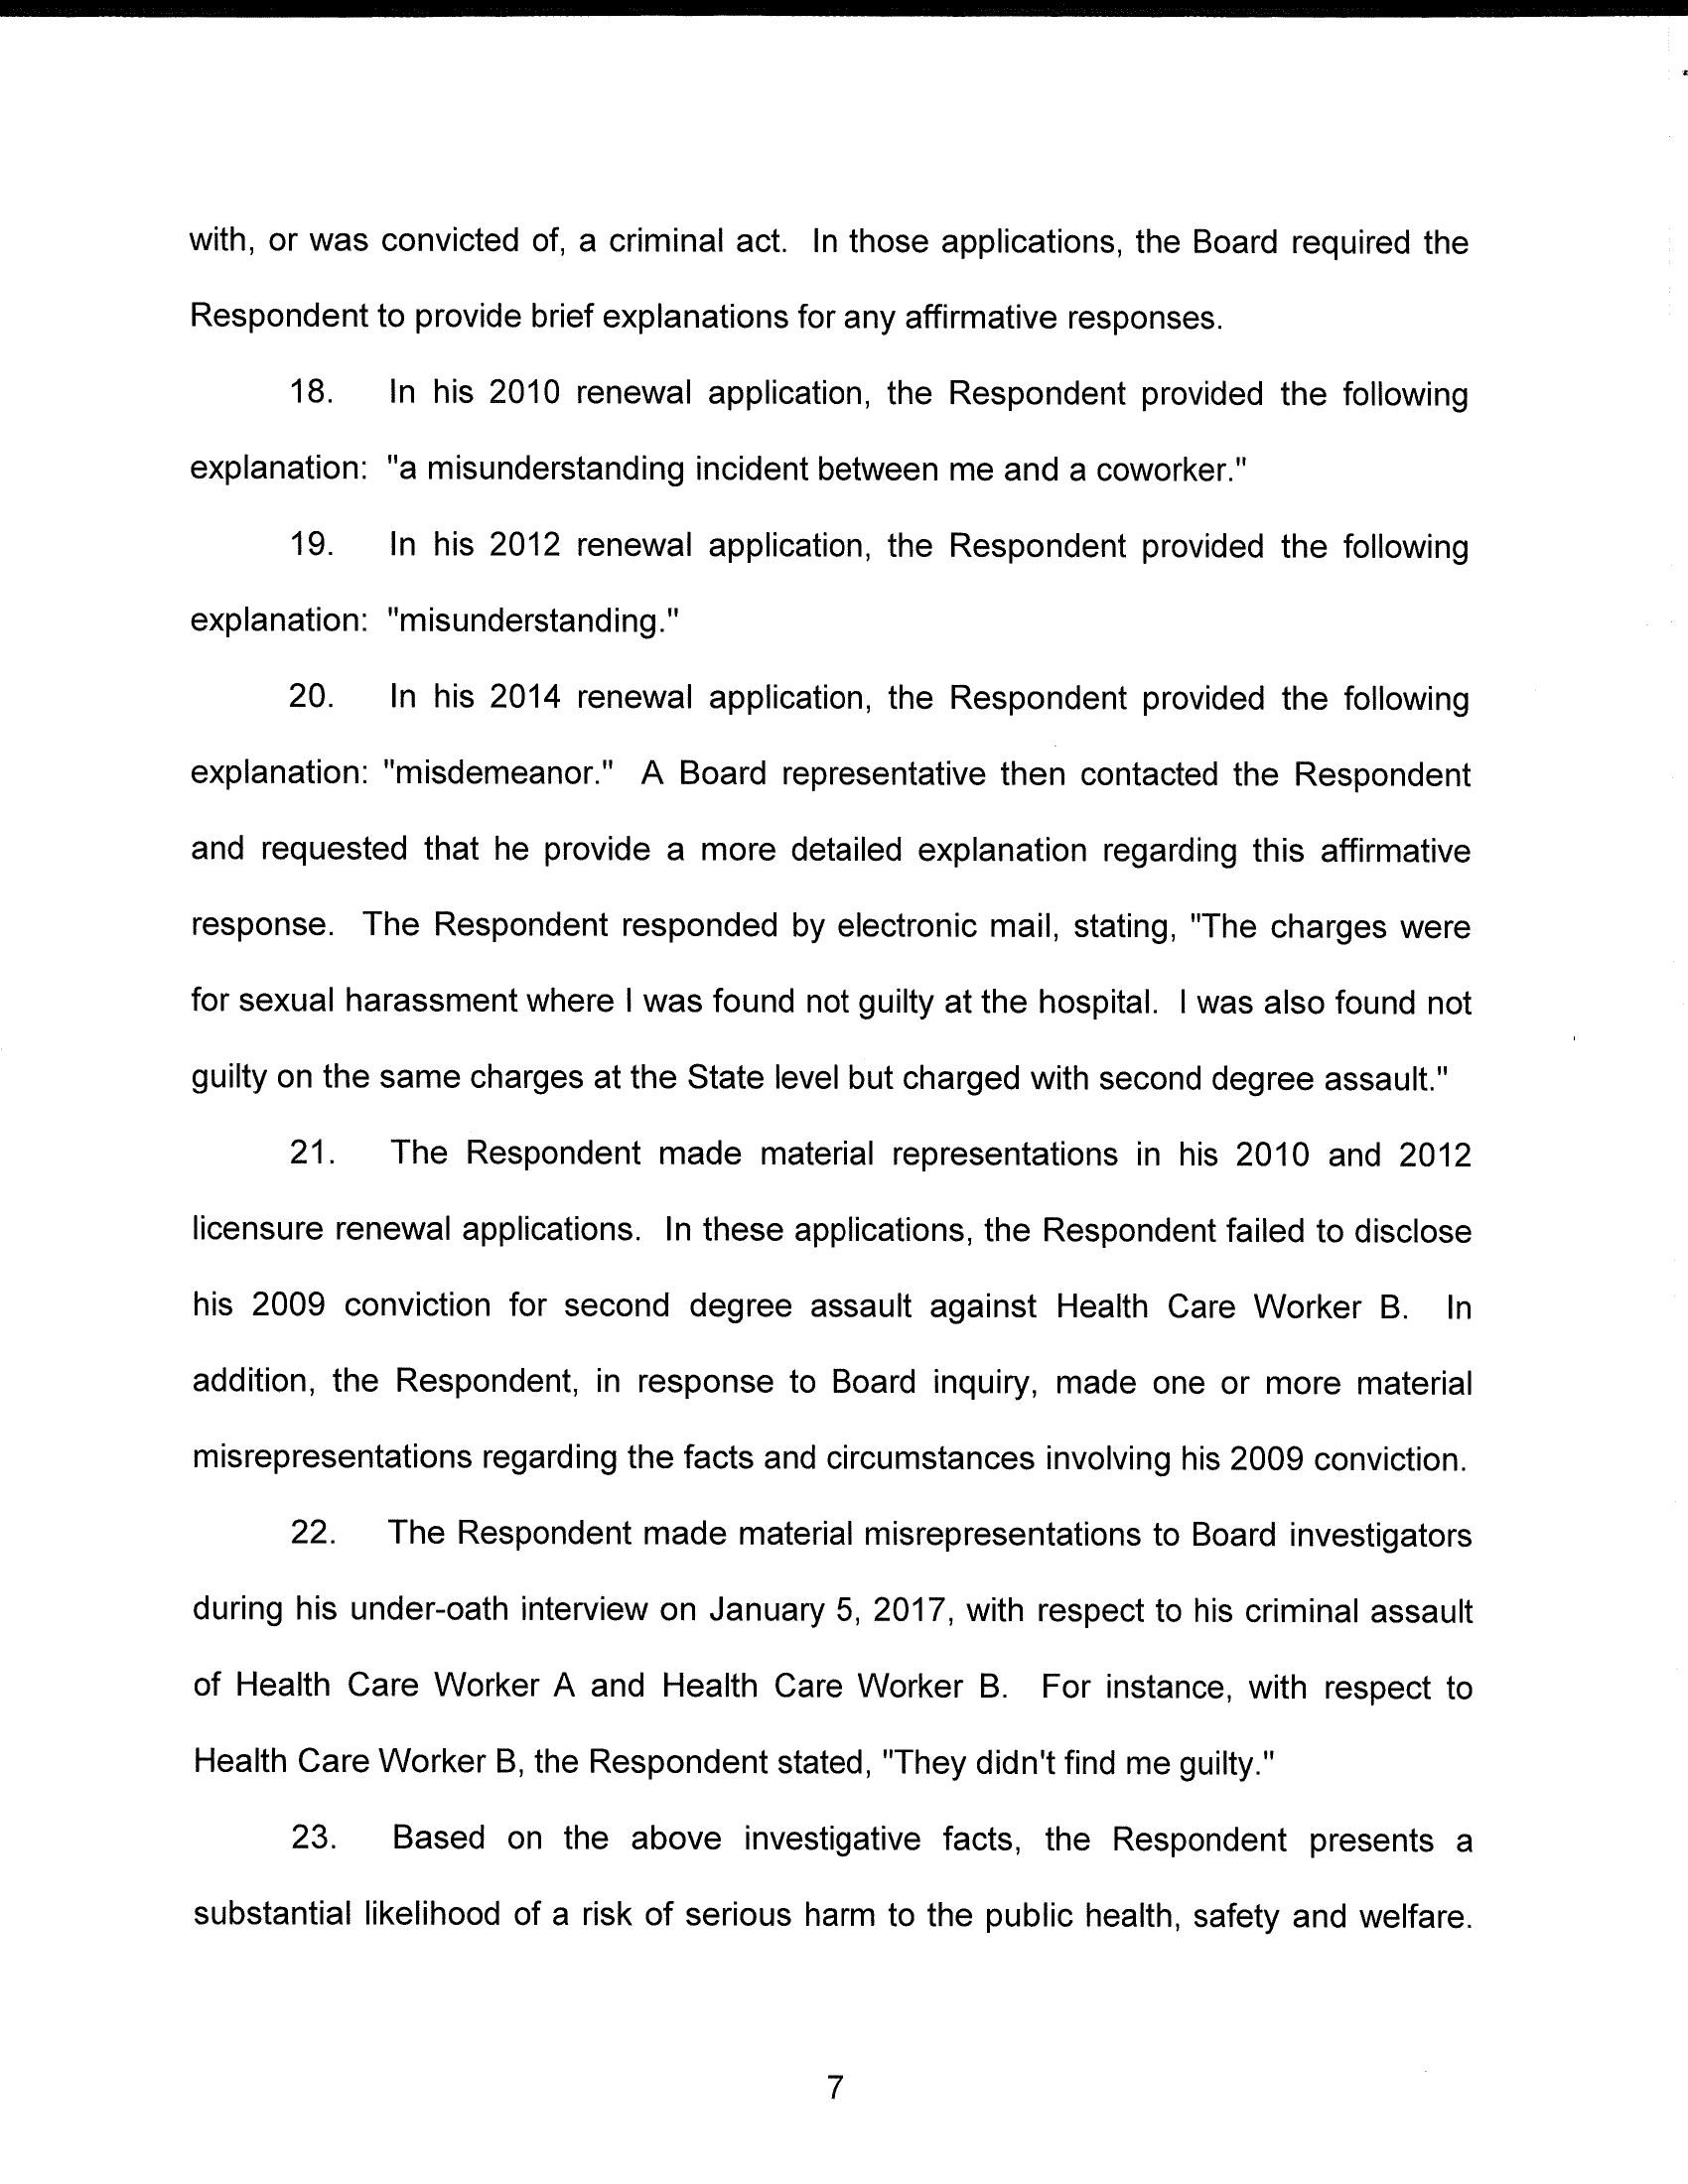 with, or was convicted of, a criminal act. In those applications, the Board required the
Respondent to provide brief explanations for any affirmative responses.
18. In his 2010 renewal application, the Respondent provided the following
explanation: "a misunderstanding incident between me and a coworker."
19. In his 2012 renewal application, the Respondent provided the following
explanation: "misunderstanding."
20. In his 2014 renewal application, the Respondent provided the following
explanation: "misdemeanor." A Board representative then contacted the Respondent
and requested that he provide a more detailed explanation regarding this affirmative
response. The Respondent responded by electronic mail, stating, "The charges were
for sexual harassment where I was found not guilty at the hospital. I was also found not
guilty on the same charges at the State level but charged with second degree assault."
21. The Respondent made material representations in his 2010 and 2012
licensure renewal applications. In these applications, the Respondent failed to disclose
his 2009 conviction for second degree assault against Health Care Worker B. In
addition, the Respondent, in response to Board inquiry, made one or more material
misrepresentations regarding the facts and circumstances involving his 2009 conviction.
22. The Respondent made material misrepresentations to Board investigators
during his under-oath interview on January 5, 2017, with respect to his criminal assault
of Health Care Worker A and Health Care Worker B. For instance, with respect to
Health Care Worker B, the Respondent stated, "They didn't find me guilty."
23. Based on the above investigative facts, the Respondent presents a
substantial likelihood of a risk of serious harm to the public health, safety and welfare.
7